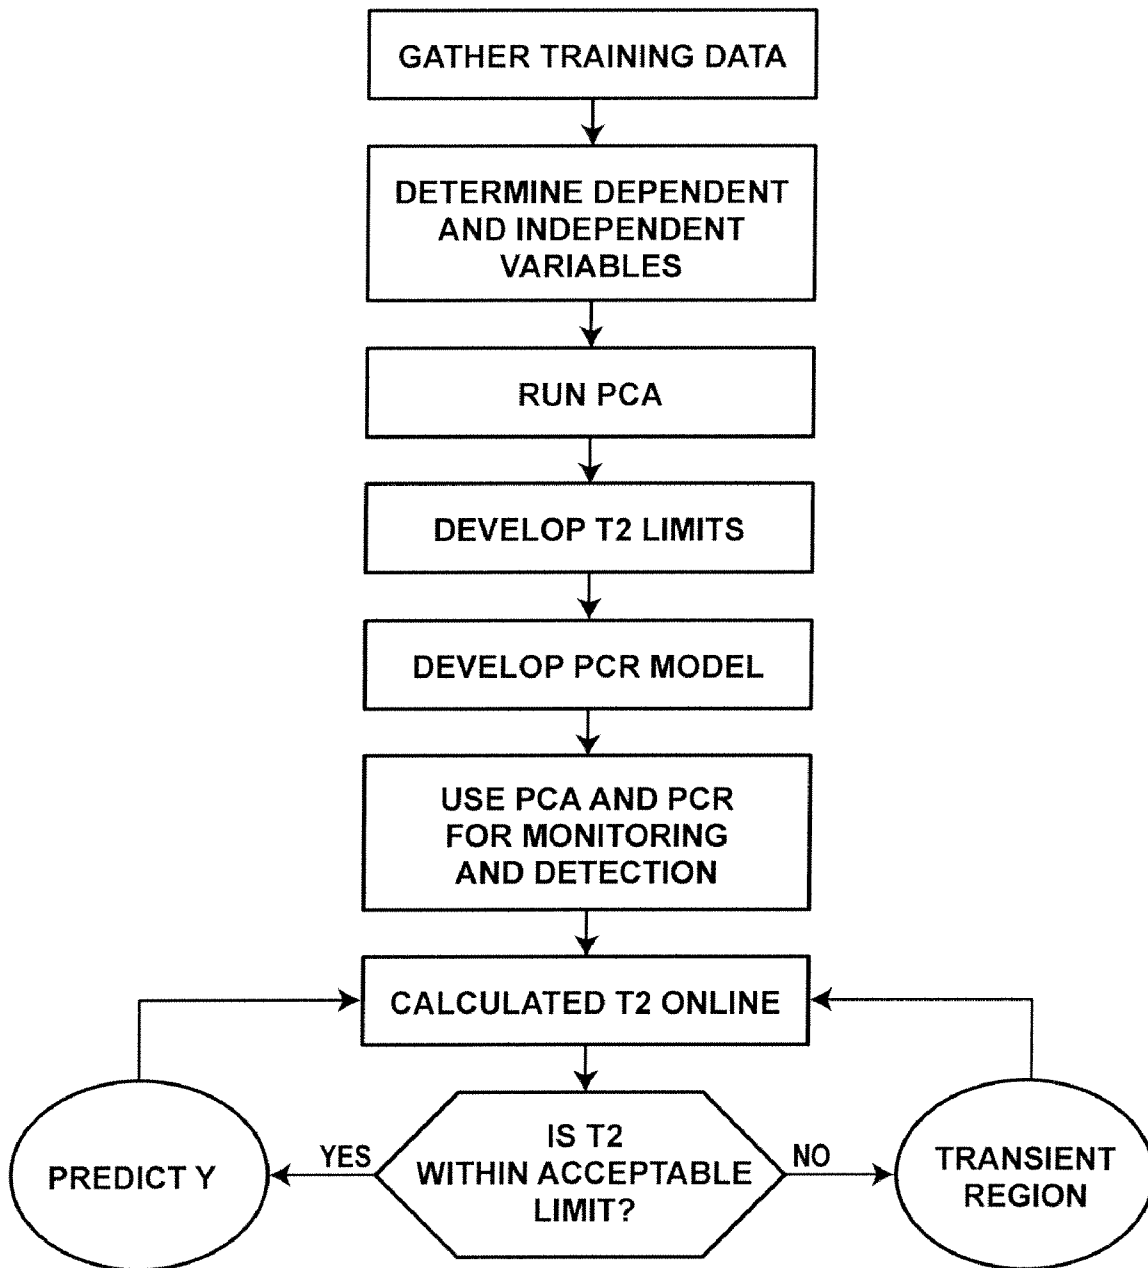 GATHER TRAINING DATA
DETERMINE DEPENDENT
AND INDEPENDENT
VARIABLES
RUN PCA
DEVELOP T2 LIMITS
DEVELOP PCR MODEL
USE PCA AND PCR
FOR MONITORING
AND DETECTION
CALCULATED T2 ONLINE
IS T2
WITHIN ACCEPTABLE
LIMIT?
YES
PREDICT Y
NO
TRANSIENT
REGION